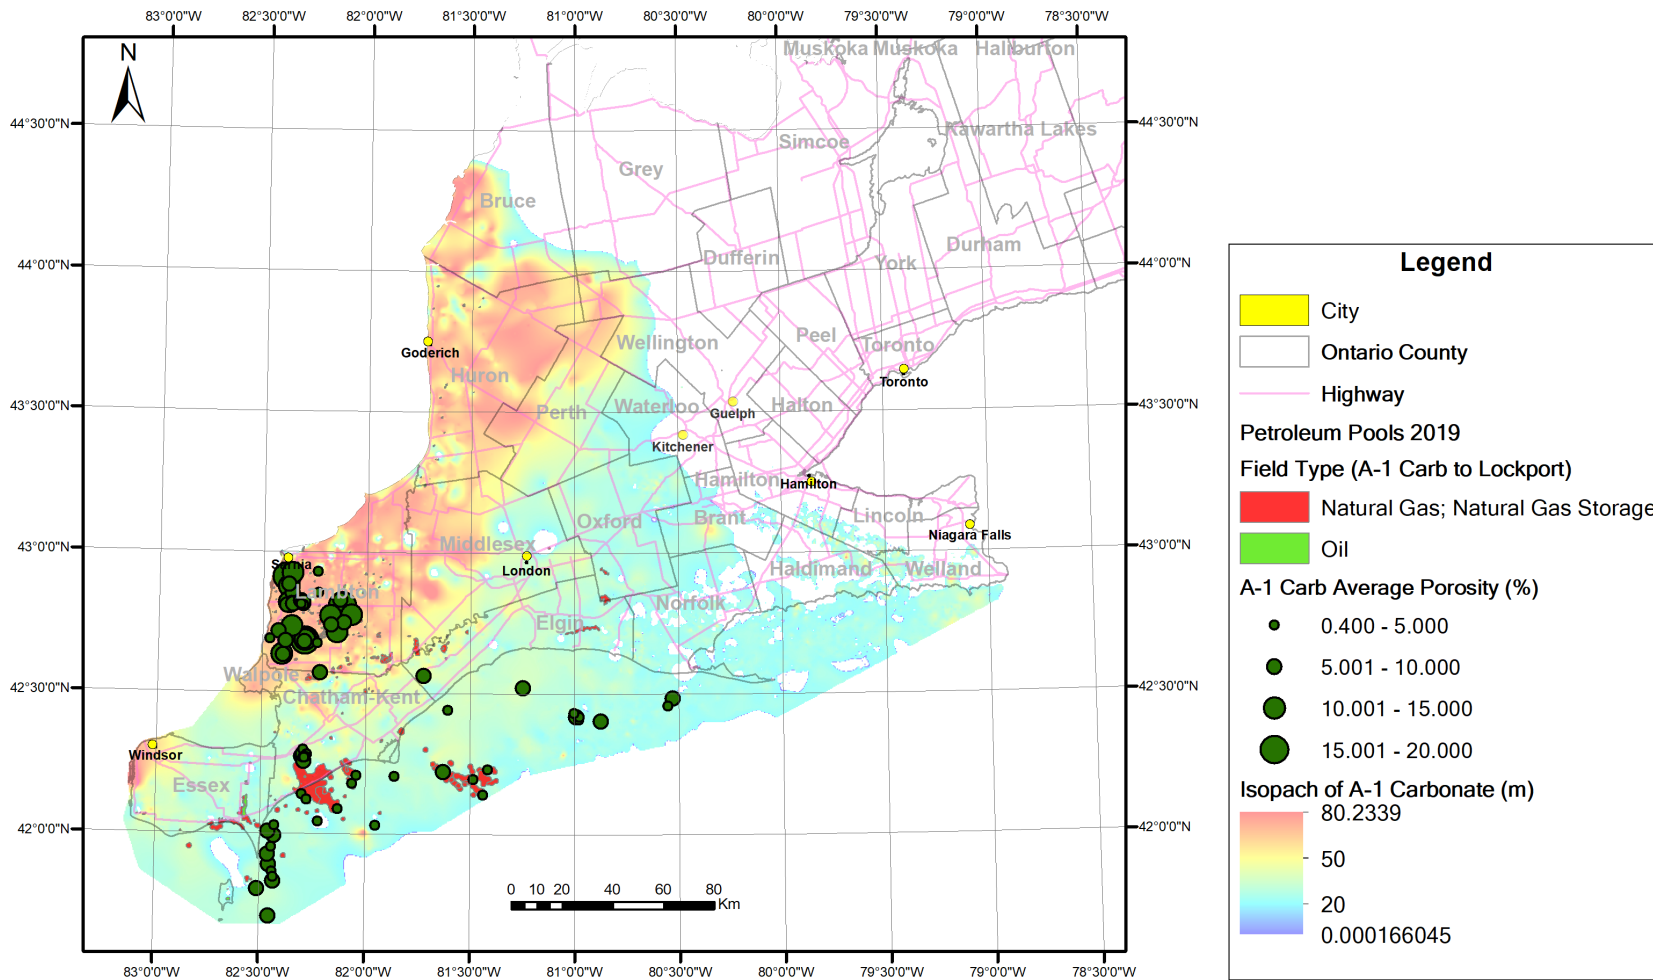 83°0'0"W 82°30'0"W 82°0'0"W 81°30'0"W 81°0'0"W 80°30'0"W 80°0'0"W 79°30'0"W 79°0'0"W 78°30'0"W
N
Muskoka Muskoka Haliburton
44°30'0"N 44°30'0"N
Kawartha Lakes
Simcoe
Grey
Bruce
Durham
Dufferin
York
44°0'0"N 44°0'0"N
Peel
Wellington
Toronto
Goderich
Huron
Toronto
43°30'0"N 43°30'0"N
Perth
Waterloo
Guelph
Halton
Kitchener
Hamilton
Hamilton
Oxford
Brant
Lincoln
Niagara Falls
43°0'0"N 43°0'0"N
Middlesex
Sarnia
London
Haldimand
Welland
Lambton
Norfolk
Elgin
Walpole
42°30'0"N 42°30'0"N
Chatham-Kent
Windsor
Essex
42°0'0"N 42°0'0"N
0 10 20 40 60 80
Km
83°0'0"W 82°30'0"W 82°0'0"W 81°30'0"W 81°0'0"W 80°30'0"W 80°0'0"W 79°30'0"W 79°0'0"W 78°30'0"W
Legend
City
Ontario County
Highway
Petroleum Pools 2019
Field Type (A-1 Carb to Lockport)
Natural Gas; Natural Gas Storage
Oil
A-1 Carb Average Porosity (%)
0.400 - 5.000
5.001 - 10.000
10.001 - 15.000
15.001 - 20.000
Isopach of A-1 Carbonate (m)
80.2339
50
20
0.000166045